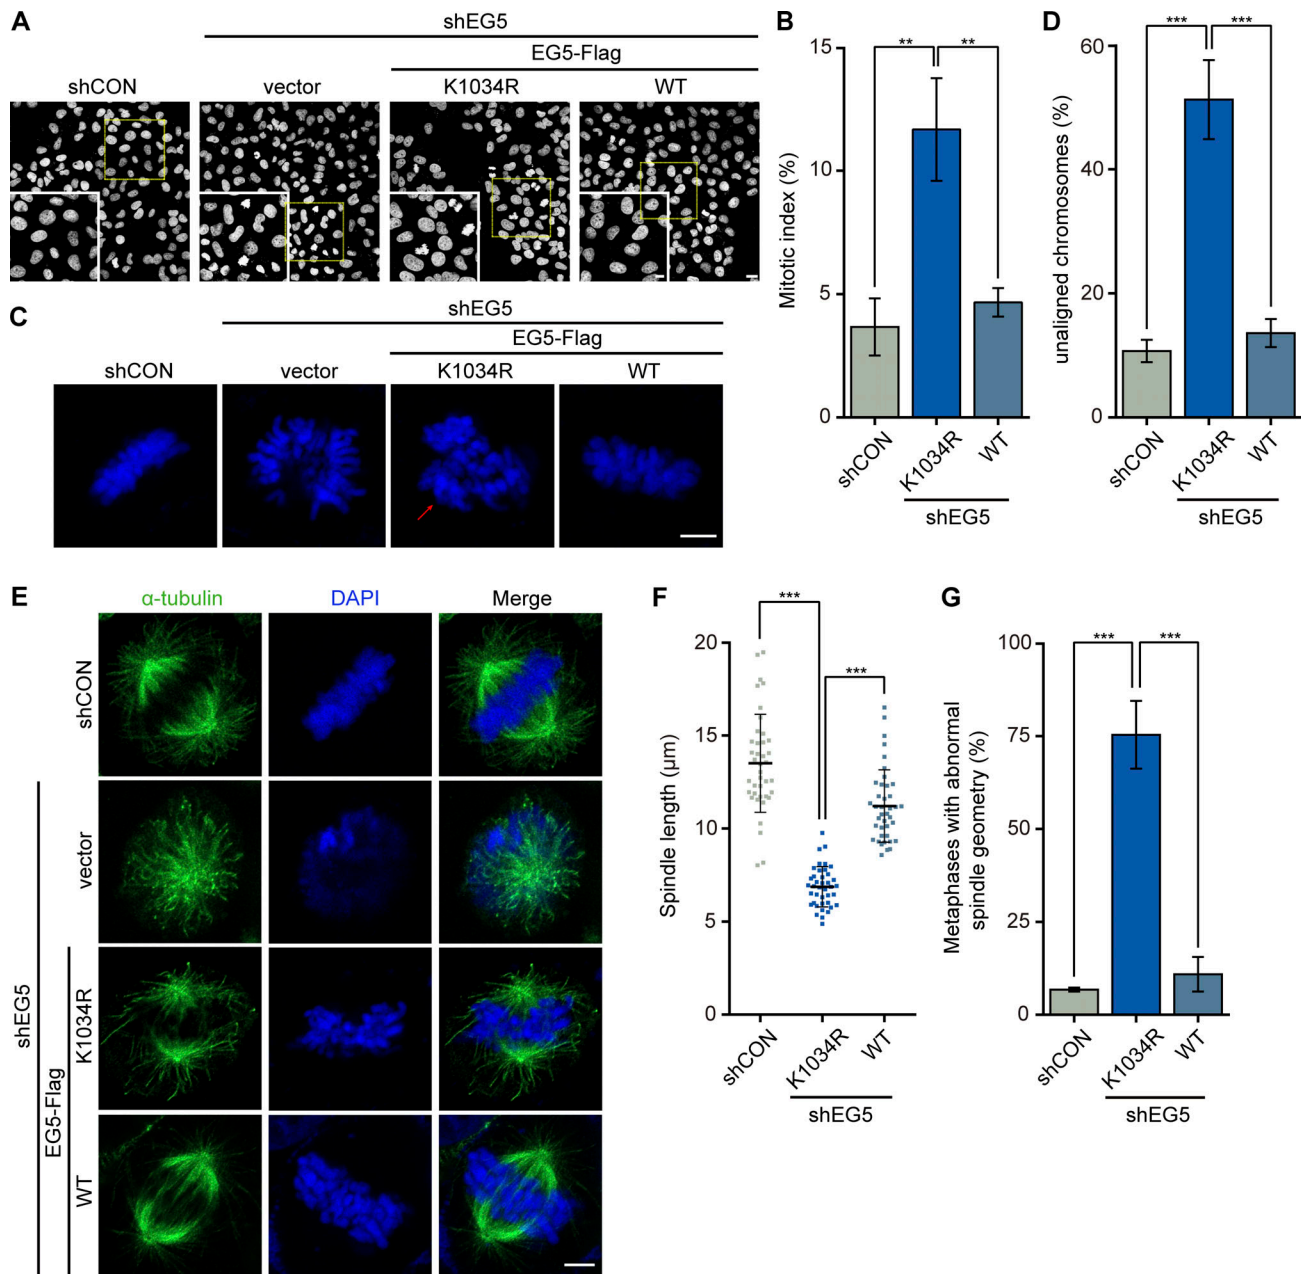 A
shEG5
EG5-Flag
shCON
vector
K1034R
WT
B
Mitotic index (%)
15
10
5
0
**
**
shCON
K1034R
WT
shEG5
D
unaligned chromosomes (%)
60
40
20
0
***
***
shCON
K1034R
WT
shEG5
C
shEG5
EG5-Flag
shCON
vector
K1034R
WT
E
α-tubulin
DAPI
Merge
shCON
vector
K1034R
WT
shEG5
EG5-Flag
F
Spindle length (µm)
20
15
10
5
0
***
***
shCON
K1034R
WT
shEG5
G
Metaphases with abnormal
spindle geometry (%)
100
75
50
25
0
***
***
shCON
K1034R
WT
shEG5